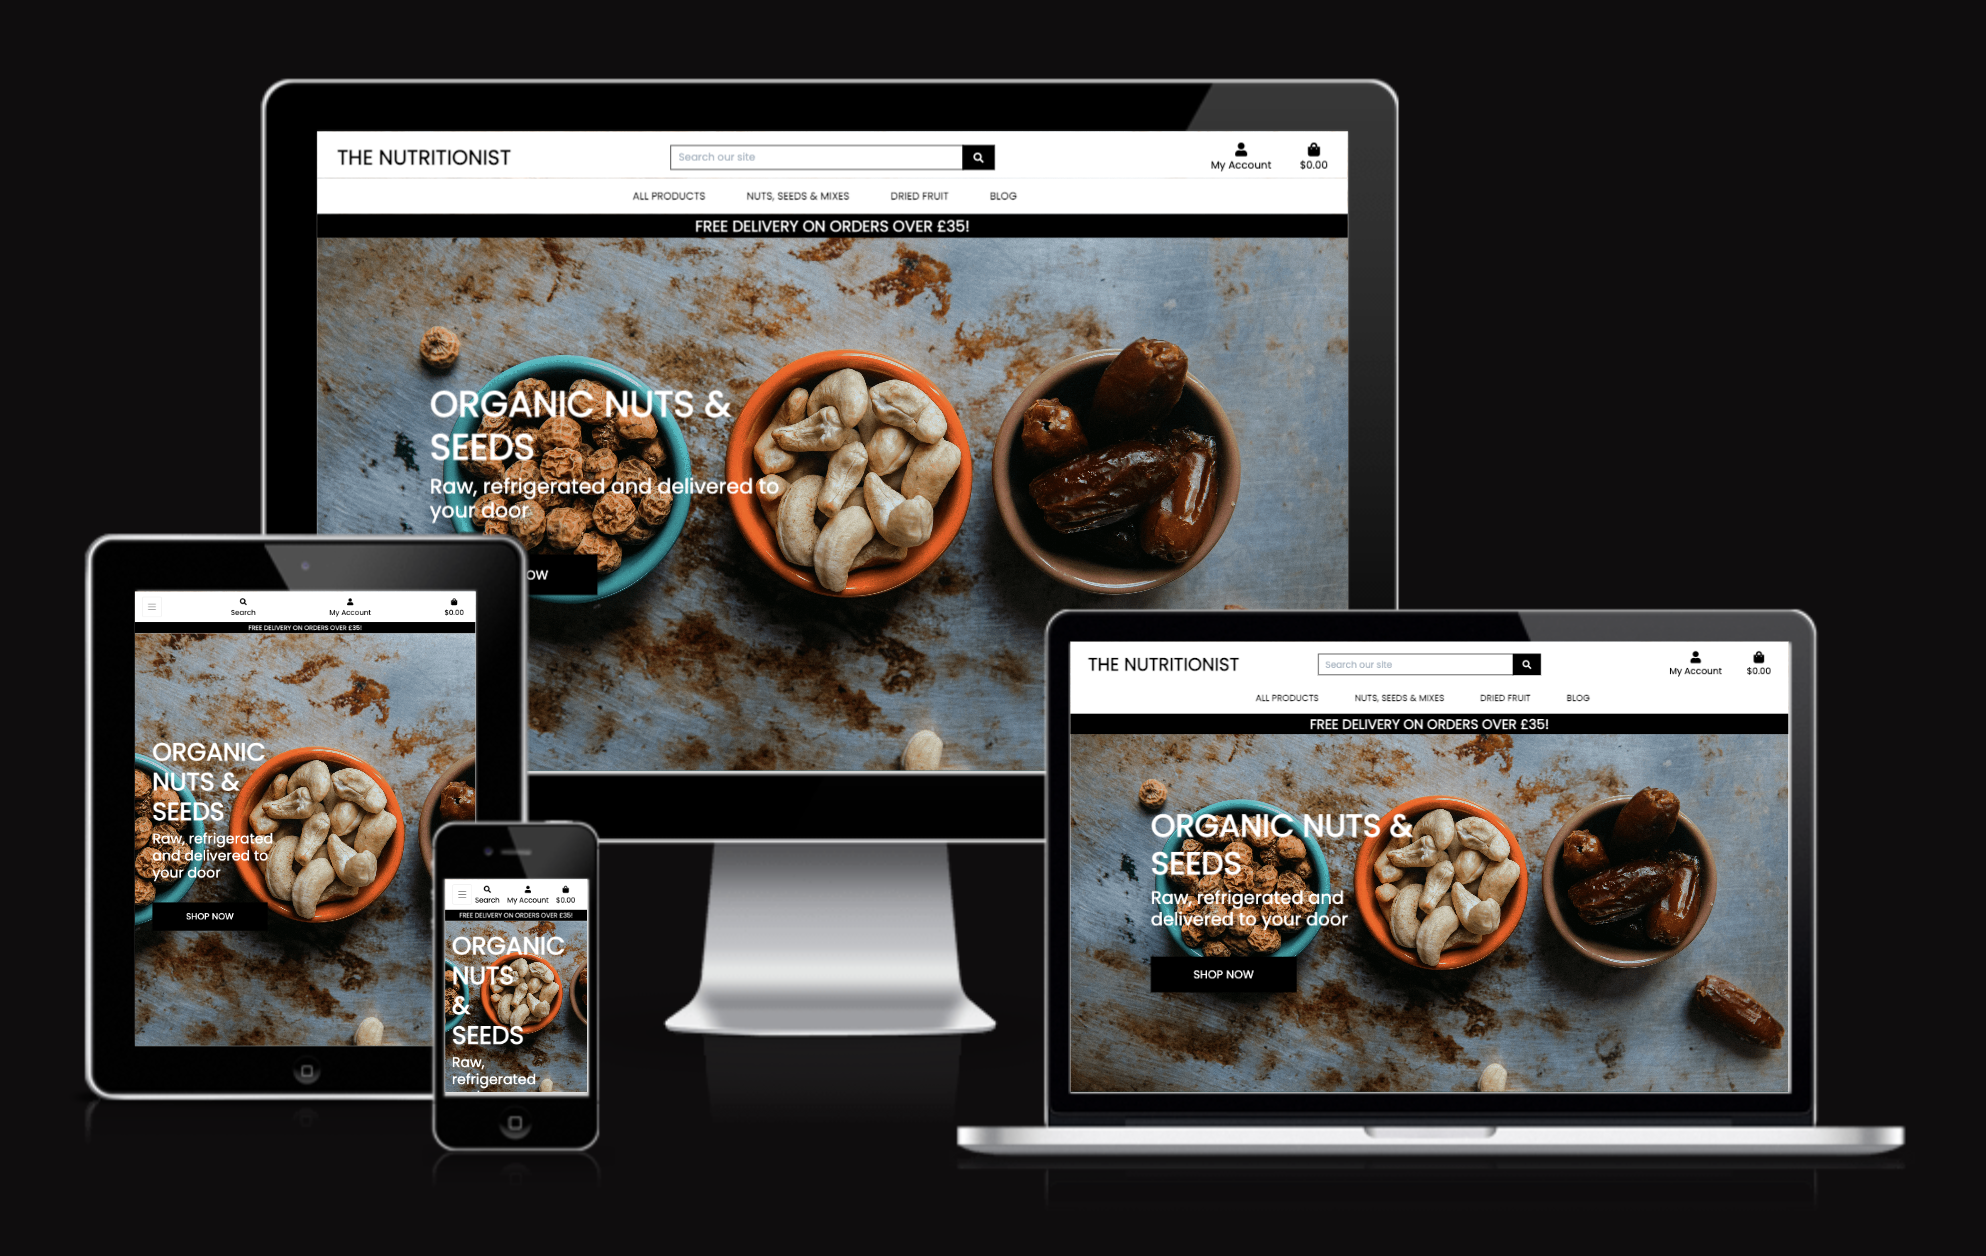 THE NUTRITIONIST
Search our site
My Account
$0.00
ALL PRODUCTS NUTS, SEEDS & MIXES DRIED FRUIT BLOG
FREE DELIVERY ON ORDERS OVER £35!
ORGANIC NUTS &
SEEDS
Raw, refrigerated and delivered to
your door
OW
Search
My Account
$0.00
FREE DELIVERY ON ORDERS OVER £35!
ORGANIC
NUTS &
SEEDS
Raw, refrigerated
and delivered to
your door
SHOP NOW
Search
My Account
$0.00
FREE DELIVERY ON ORDERS OVER £35!
ORGANIC
NUTS
&
SEEDS
Raw,
refrigerated
THE NUTRITIONIST
Search our site
My Account
$0.00
ALL PRODUCTS NUTS, SEEDS & MIXES DRIED FRUIT BLOG
FREE DELIVERY ON ORDERS OVER £35!
ORGANIC NUTS &
SEEDS
Raw, refrigerated and
delivered to your door
SHOP NOW